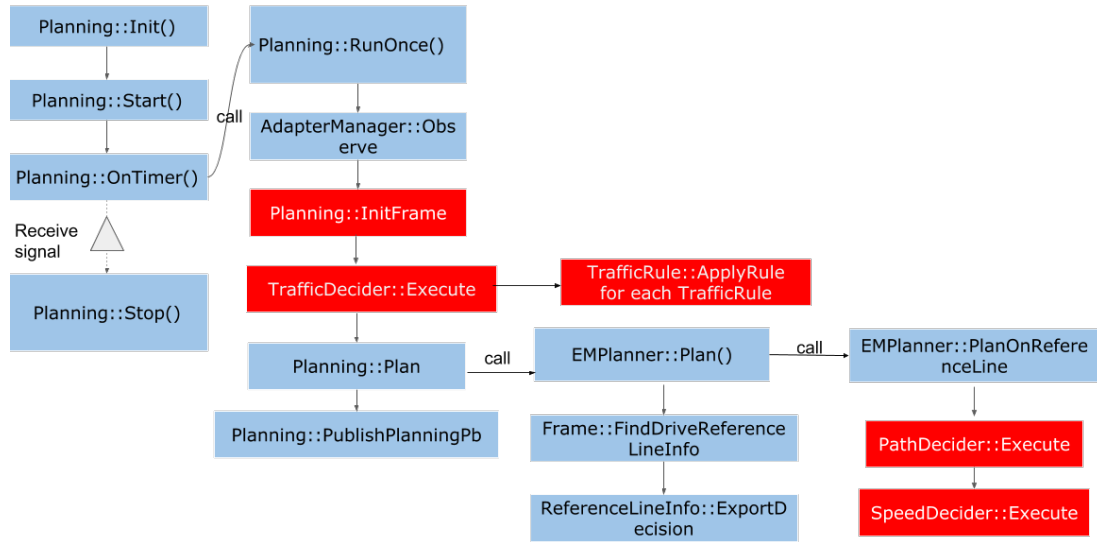 Planning::Init()
Planning::Start()
Planning::OnTimer()
Receive
signal
Planning::Stop()
call
Planning::RunOnce()
AdapterManager::Obs
erve
Planning::InitFrame
TrafficDecider::Execute
TrafficRule::ApplyRule
for each TrafficRule
Planning::Plan
call
EMPlanner::Plan()
call
EMPlanner::PlanOnRefere
nceLine
Planning::PublishPlanningPb
Frame::FindDriveReference
LineInfo
ReferenceLineInfo::ExportD
ecision
PathDecider::Execute
SpeedDecider::Execute